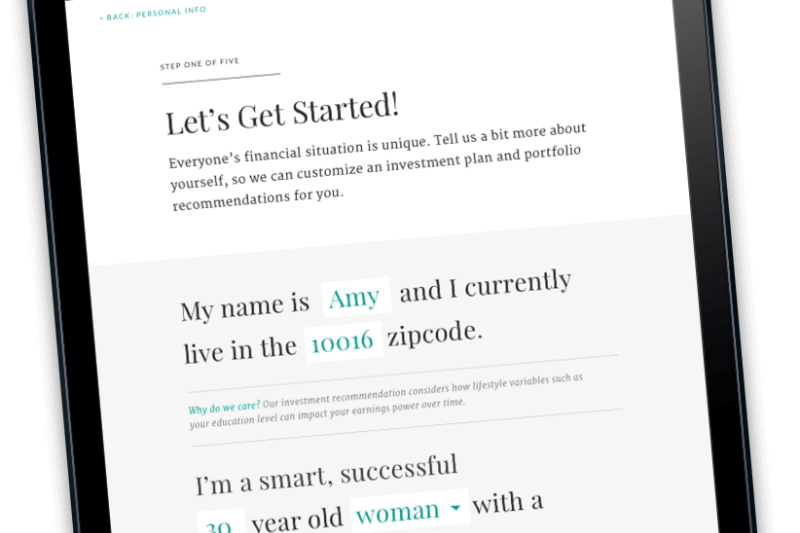 < BACK: PERSONAL INFO
STEP ONE OF FIVE
Let's Get Started!
Everyone's financial situation is unique. Tell us a bit more about
yourself, so we can customize an investment plan and portfolio
recommendations for you.
My name is Amy and I currently
live in the 10016 zipcode.
Why do we care? Our investment recommendation considers how lifestyle variables such as
your education level can impact your earnings power over time.
I'm a smart, successful
30 year old woman with a